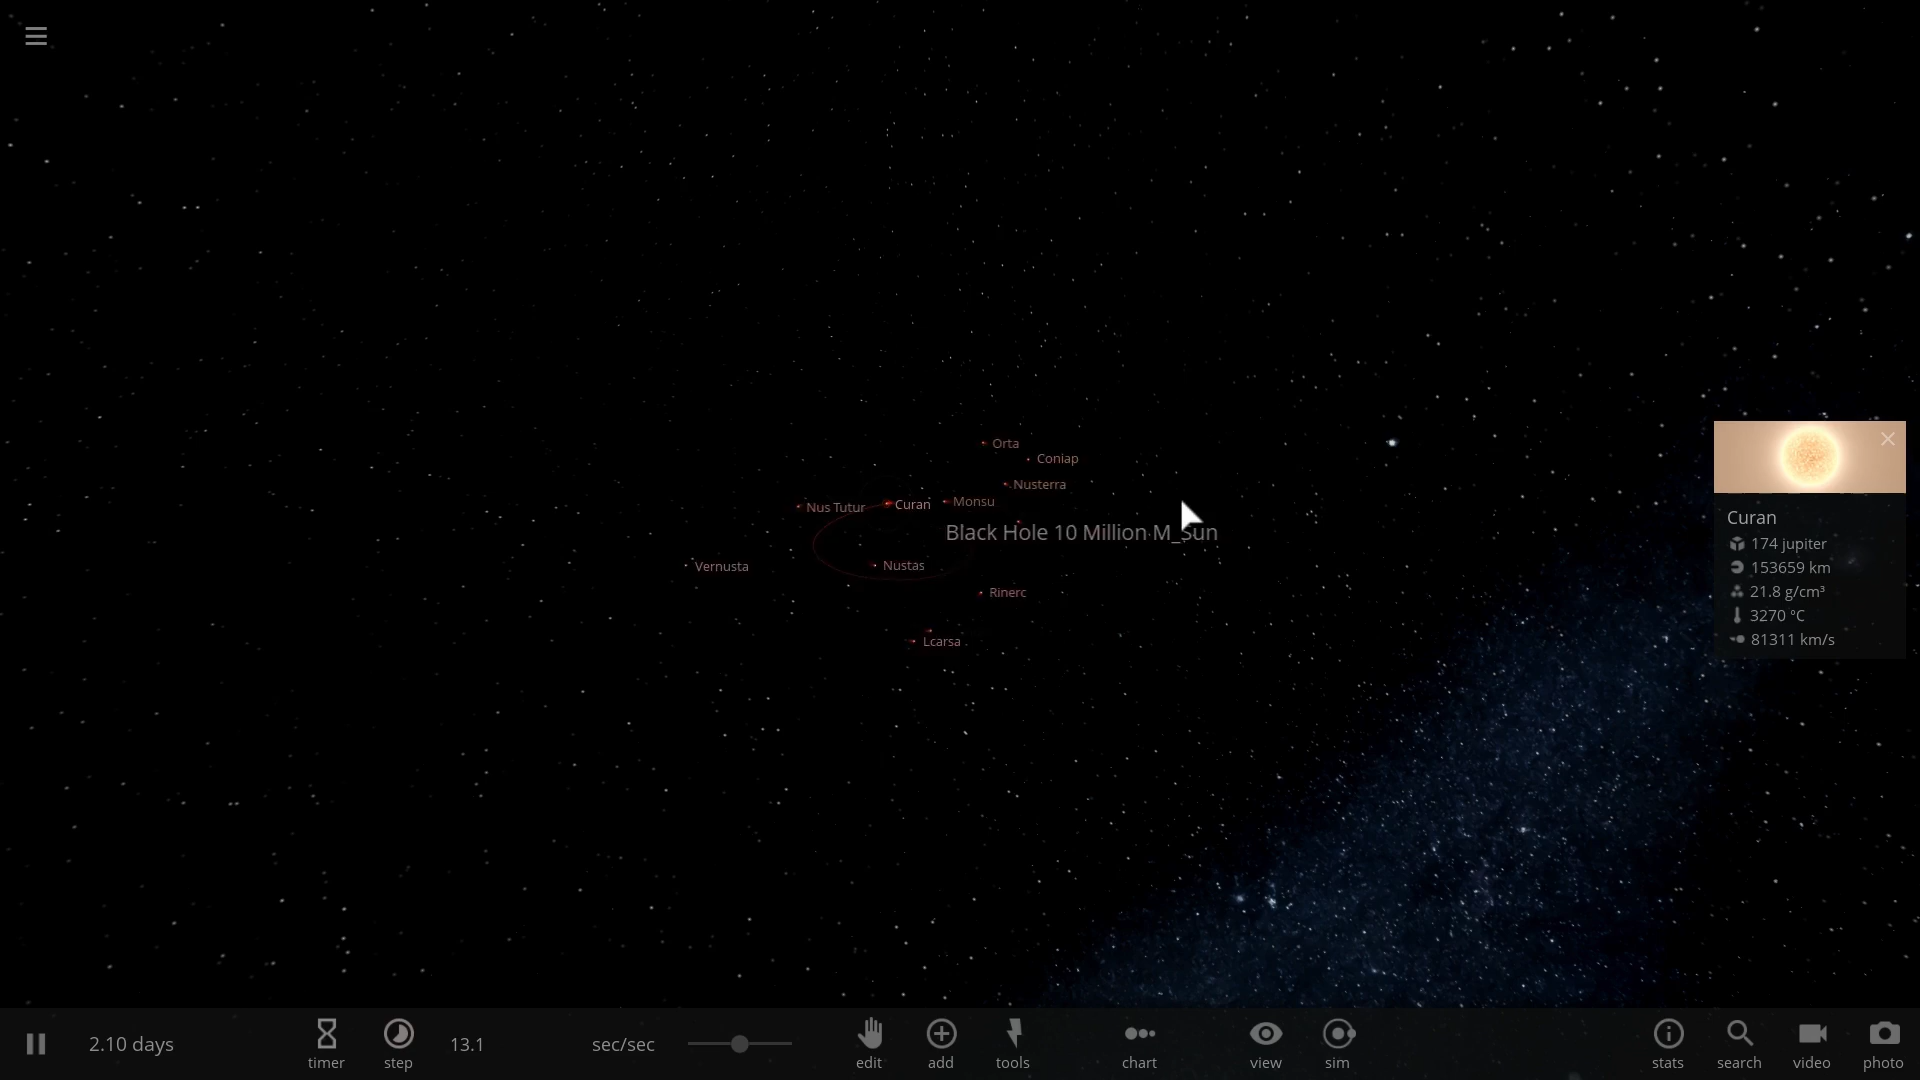 Orta
Coniap
Nusterra
Nus Tutur
Curan
Monsu
Black Hole 10 Million M_Sun
Vernusta
Nustas
Rinerc
Lcarsa
Curan
174 jupiter
153659 km
21.8 g/cm³
3270 °C
81311 km/s
2.10 days
timer
step
13.1
sec/sec
edit
add
tools
chart
view
sim
stats
search
video
photo